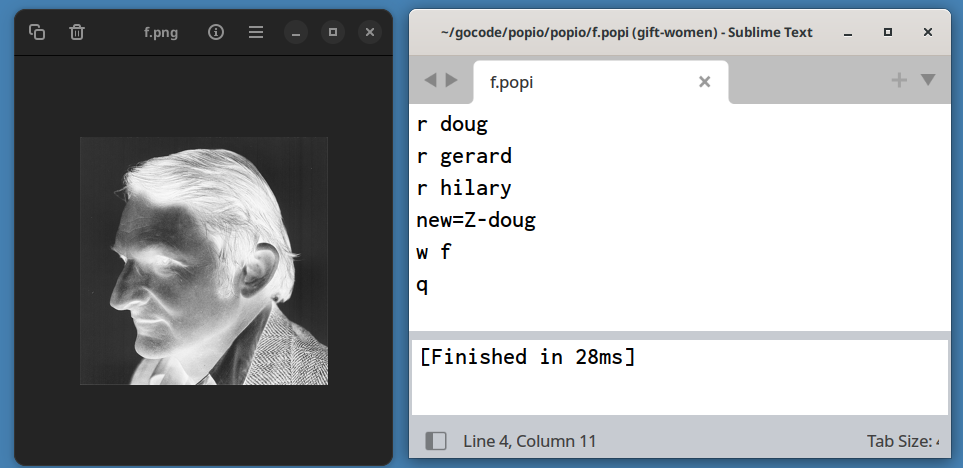 f.png
~/gocode/popio/popio/f.popi (gift-women) - Sublime Text
f.popi
r doug
r gerard
r hilary
new=Z-doug
w f
q
[Finished in 28ms]
Line 4, Column 11
Tab Size: